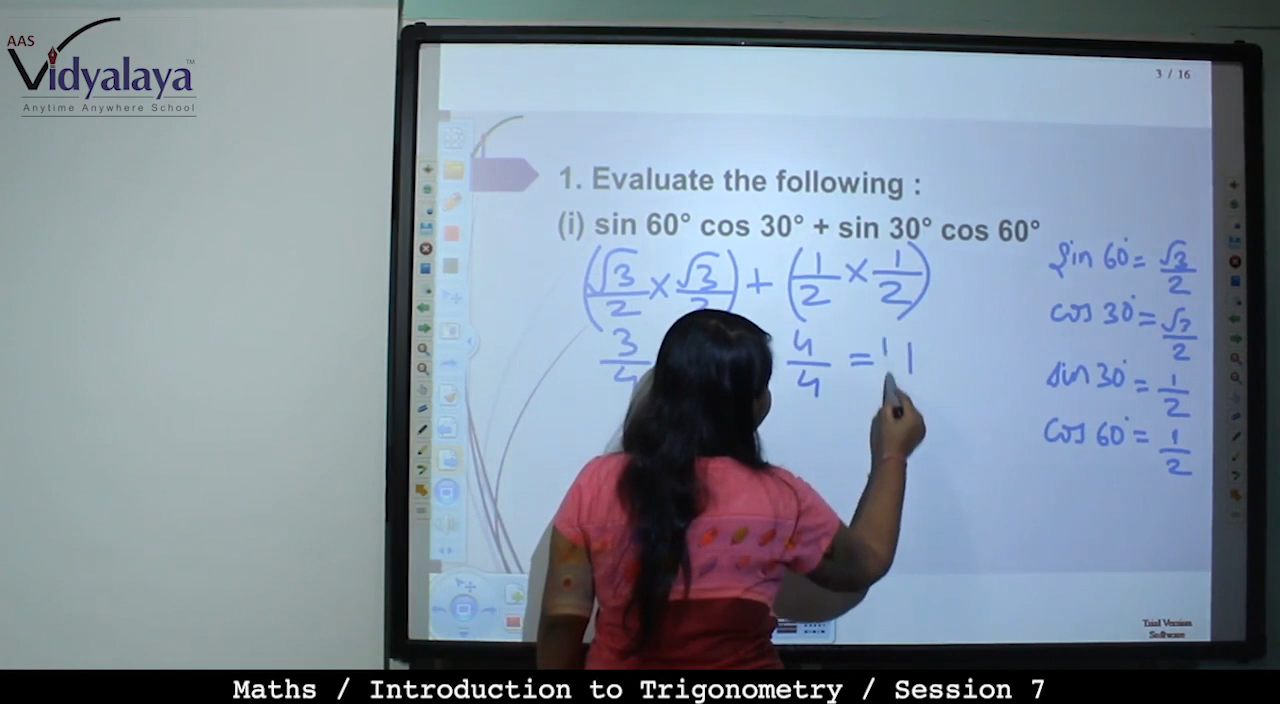 AAS
Vidyalaya
TM
Anytime Anywhere School
3 / 16
1. Evaluate the following :
(i) sin 60° cos 30° + sin 30° cos 60°
(√3/2 × √3/2) + (1/2 × 1/2)
3/4 4/4 = 1
sin 60° = √3/2
cos 30° = √3/2
sin 30° = 1/2
cos 60° = 1/2
Trial Version
Software
Maths / Introduction to Trigonometry / Session 7